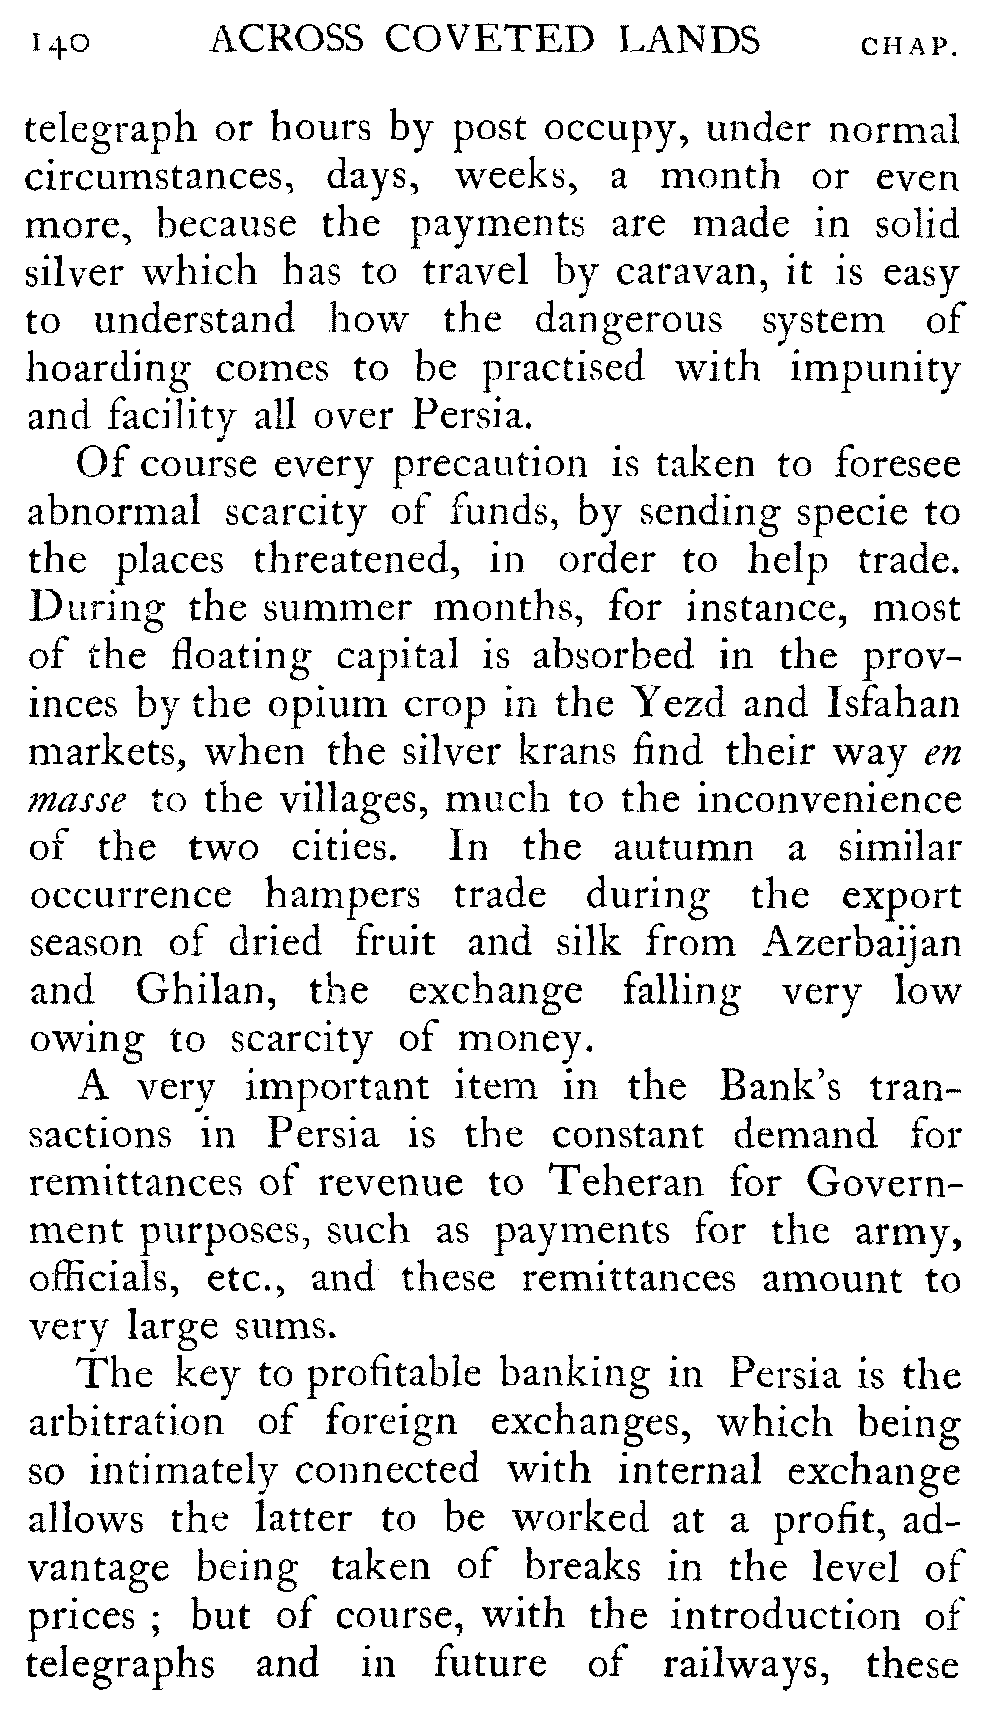 140 ACROSS COVETED LANDS CHAP.
telegraph or hours by post occupy, under normal
circumstances, days, weeks, a month or even
more, because the payments are made in solid
silver which has to travel by caravan, it is easy
to understand how the dangerous system of
hoarding comes to be practised with impunity
and facility all over Persia.
Of course every precaution is taken to foresee
abnormal scarcity of funds, by sending specie to
the places threatened, in order to help trade.
During the summer months, for instance, most
of the floating capital is absorbed in the prov-
inces by the opium crop in the Yezd and Isfahan
markets, when the silver krans find their way en
masse to the villages, much to the inconvenience
of the two cities. In the autumn a similar
occurrence hampers trade during the export
season of dried fruit and silk from Azerbaijan
and Ghilan, the exchange falling very low
owing to scarcity of money.
A very important item in the Bank's tran-
sactions in Persia is the constant demand for
remittances of revenue to Teheran for Govern-
ment purposes, such as payments for the army,
officials, etc., and these remittances amount to
very large sums.
The key to profitable banking in Persia is the
arbitration of foreign exchanges, which being
so intimately connected with internal exchange
allows the latter to be worked at a profit, ad-
vantage being taken of breaks in the level of
prices ; but of course, with the introduction of
telegraphs and in future of railways, these